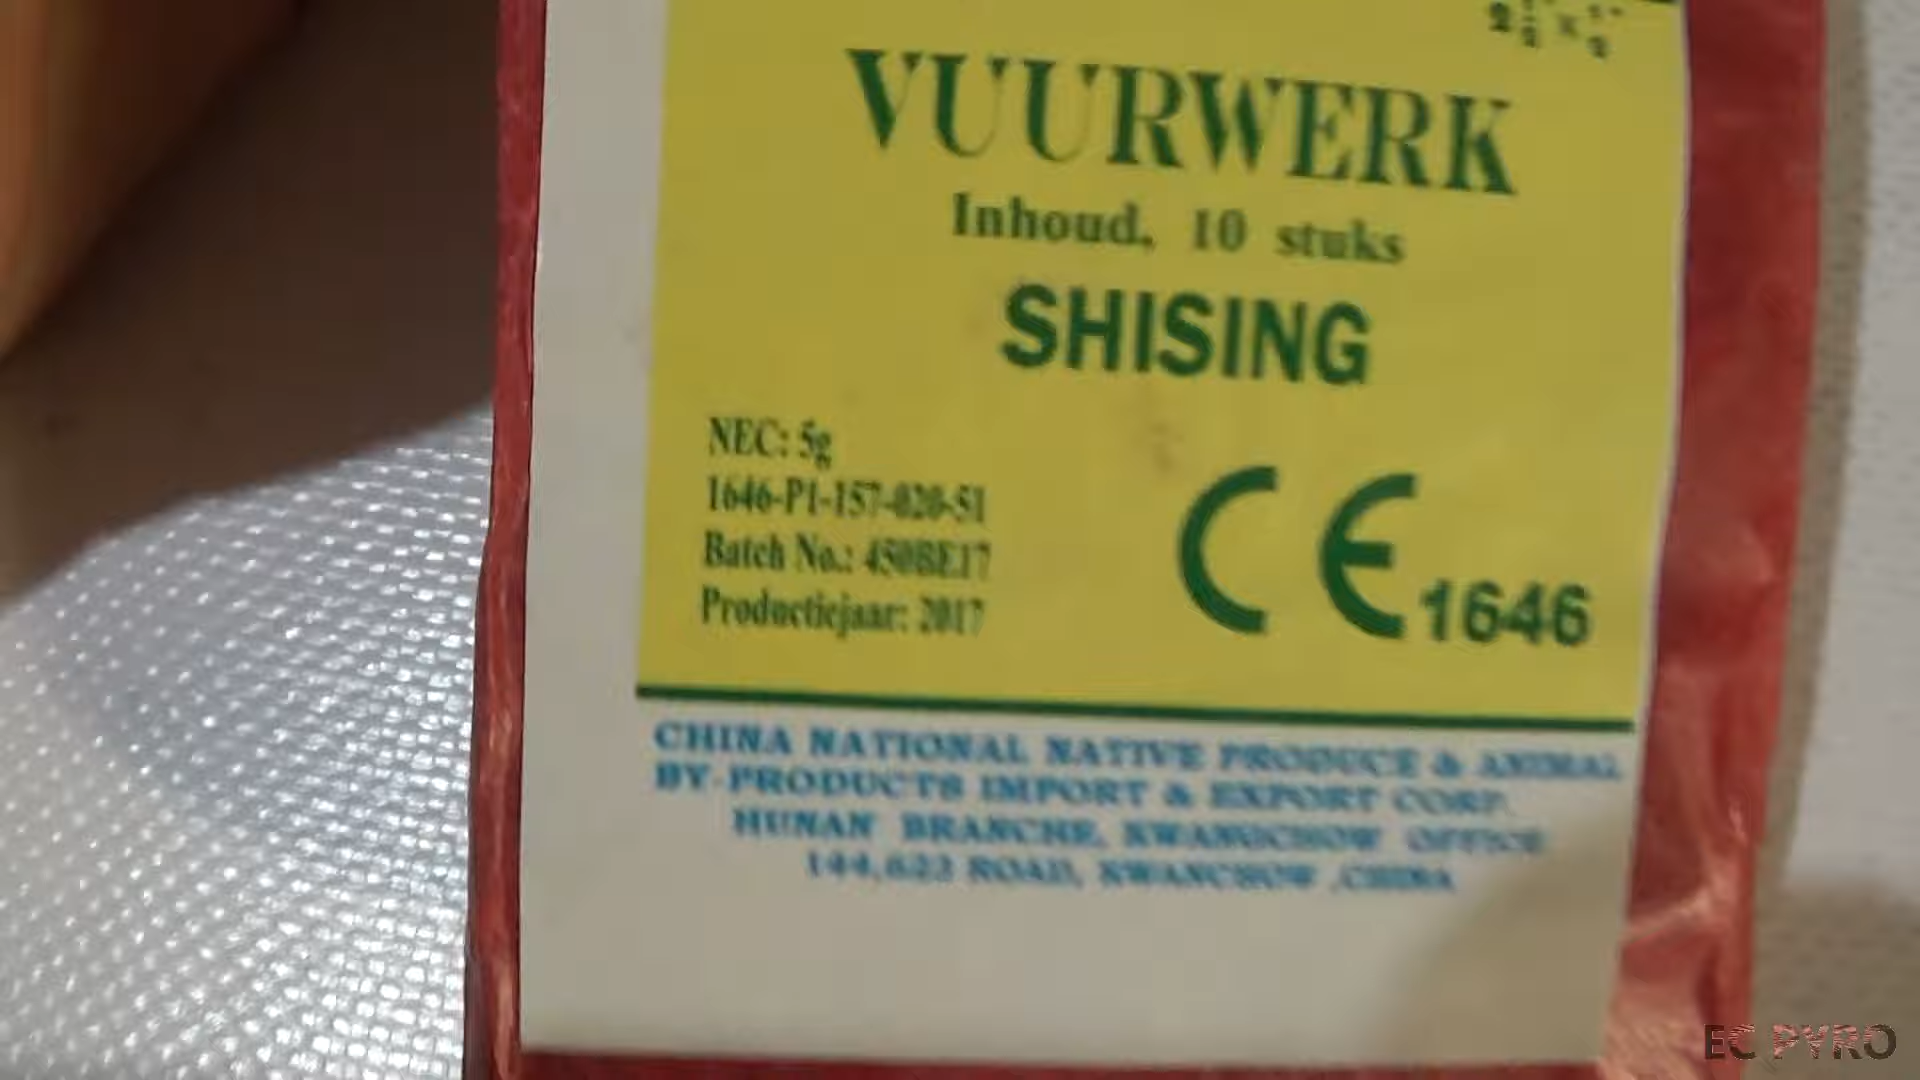 VUURWERK
Inhoud, 10 stuks
SHISING
NEC: 5g
1646-P1-157-020-51
Batch No.: 450BE17
Productiejaar: 2017
CE 1646
CHINA NATIONAL NATIVE PRODUCE & ANIMAL
BY-PRODUCTS IMPORT & EXPORT CORP.
HUNAN BRANCHE, KWANGCHOW OFFICE
144,622 ROAD, KWANCHOW ,CHINA
EC PYRO